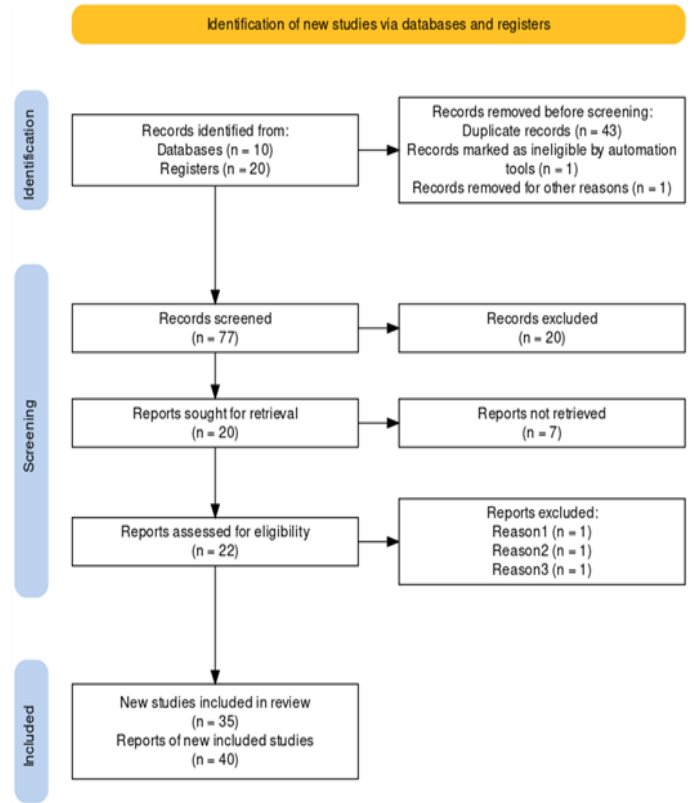 Identification of new studies via databases and registers
Identification
Records identified from:
Databases (n = 10)
Registers (n = 20)
Records removed before screening:
Duplicate records (n = 43)
Records marked as ineligible by automation
tools (n = 1)
Records removed for other reasons (n = 1)
Screening
Records screened
(n = 77)
Records excluded
(n = 20)
Reports sought for retrieval
(n = 20)
Reports not retrieved
(n = 7)
Reports assessed for eligibility
(n = 22)
Reports excluded:
Reason1 (n = 1)
Reason2 (n = 1)
Reason3 (n = 1)
Included
New studies included in review
(n = 35)
Reports of new included studies
(n = 40)